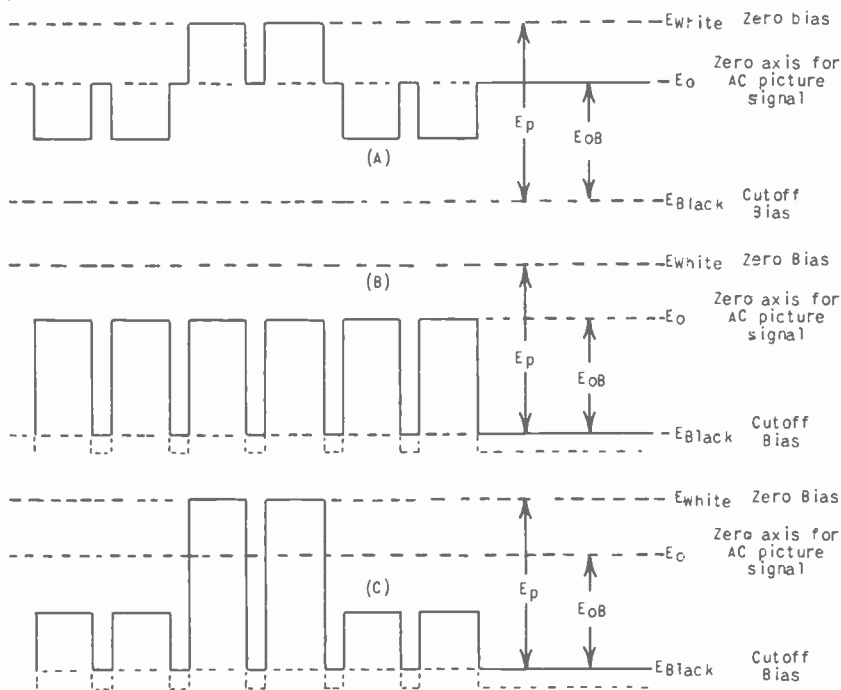 Ewhite Zero bias
Eo Zero axis for
AC picture
signal
Ep
EoB
(A)
EBlack Cutoff
Bias
Ewhite Zero Bias
(B)
Eo Zero axis for
AC picture
signal
Ep
EoB
EBlack Cutoff
Bias
Ewhite Zero Bias
Eo Zero axis for
AC picture
signal
(C)
Ep
EoB
EBlack Cutoff
Bias